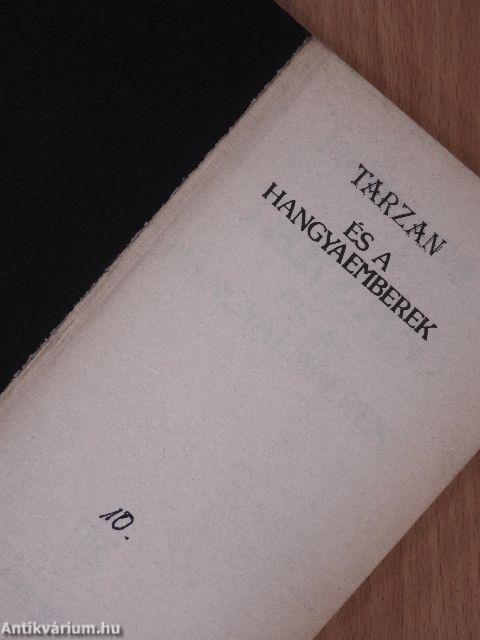 TARZAN
ÉS A
HANGYAEMBEREK
10.
Antikvárium.hu